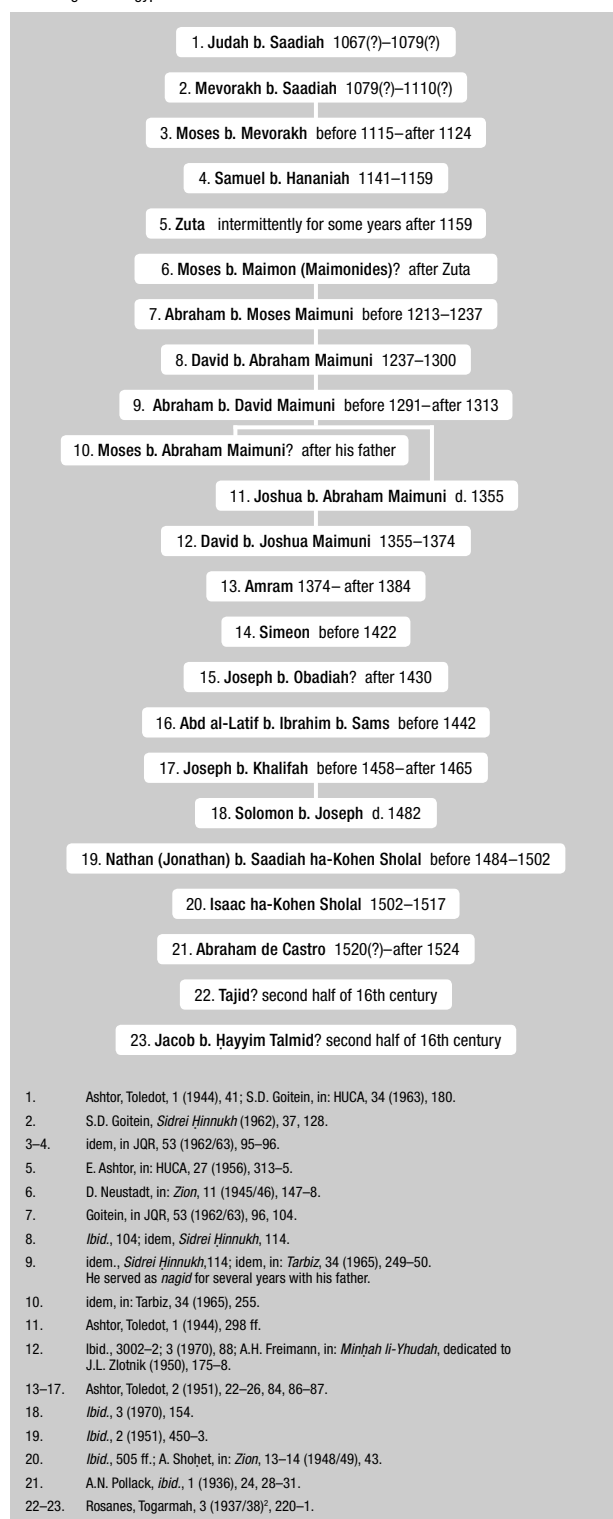 1. Judah b. Saadiah 1067(?)–1079(?)
2. Mevorakh b. Saadiah 1079(?)–1110(?)
3. Moses b. Mevorakh before 1115–after 1124
4. Samuel b. Hananiah 1141–1159
5. Zuta intermittently for some years after 1159
6. Moses b. Maimon (Maimonides)? after Zuta
7. Abraham b. Moses Maimuni before 1213–1237
8. David b. Abraham Maimuni 1237–1300
9. Abraham b. David Maimuni before 1291–after 1313
10. Moses b. Abraham Maimuni? after his father
11. Joshua b. Abraham Maimuni d. 1355
12. David b. Joshua Maimuni 1355–1374
13. Amram 1374– after 1384
14. Simeon before 1422
15. Joseph b. Obadiah? after 1430
16. Abd al-Latif b. Ibrahim b. Sams before 1442
17. Joseph b. Khalifah before 1458–after 1465
18. Solomon b. Joseph d. 1482
19. Nathan (Jonathan) b. Saadiah ha-Kohen Sholal before 1484–1502
20. Isaac ha-Kohen Sholal 1502–1517
21. Abraham de Castro 1520(?)–after 1524
22. Tajid? second half of 16th century
23. Jacob b. Ḥayyim Talmid? second half of 16th century
1. Ashtor, Toledot, 1 (1944), 41; S.D. Goitein, in: HUCA, 34 (1963), 180.
2. S.D. Goitein, Sidrei Ḥinnukh (1962), 37, 128.
3–4. idem, in JQR, 53 (1962/63), 95–96.
5. E. Ashtor, in: HUCA, 27 (1956), 313–5.
6. D. Neustadt, in: Zion, 11 (1945/46), 147–8.
7. Goitein, in JQR, 53 (1962/63), 96, 104.
8. Ibid., 104; idem, Sidrei Ḥinnukh, 114.
9. idem., Sidrei Ḥinnukh,114; idem, in: Tarbiz, 34 (1965), 249–50.
He served as nagid for several years with his father.
10. idem, in: Tarbiz, 34 (1965), 255.
11. Ashtor, Toledot, 1 (1944), 298 ff.
12. Ibid., 3002–2; 3 (1970), 88; A.H. Freimann, in: Minḥah li-Yhudah, dedicated to
J.L. Zlotnik (1950), 175–8.
13–17. Ashtor, Toledot, 2 (1951), 22–26, 84, 86–87.
18. Ibid., 3 (1970), 154.
19. Ibid., 2 (1951), 450–3.
20. Ibid., 505 ff.; A. Shoḥet, in: Zion, 13–14 (1948/49), 43.
21. A.N. Pollack, ibid., 1 (1936), 24, 28–31.
22–23. Rosanes, Togarmah, 3 (1937/38)², 220–1.